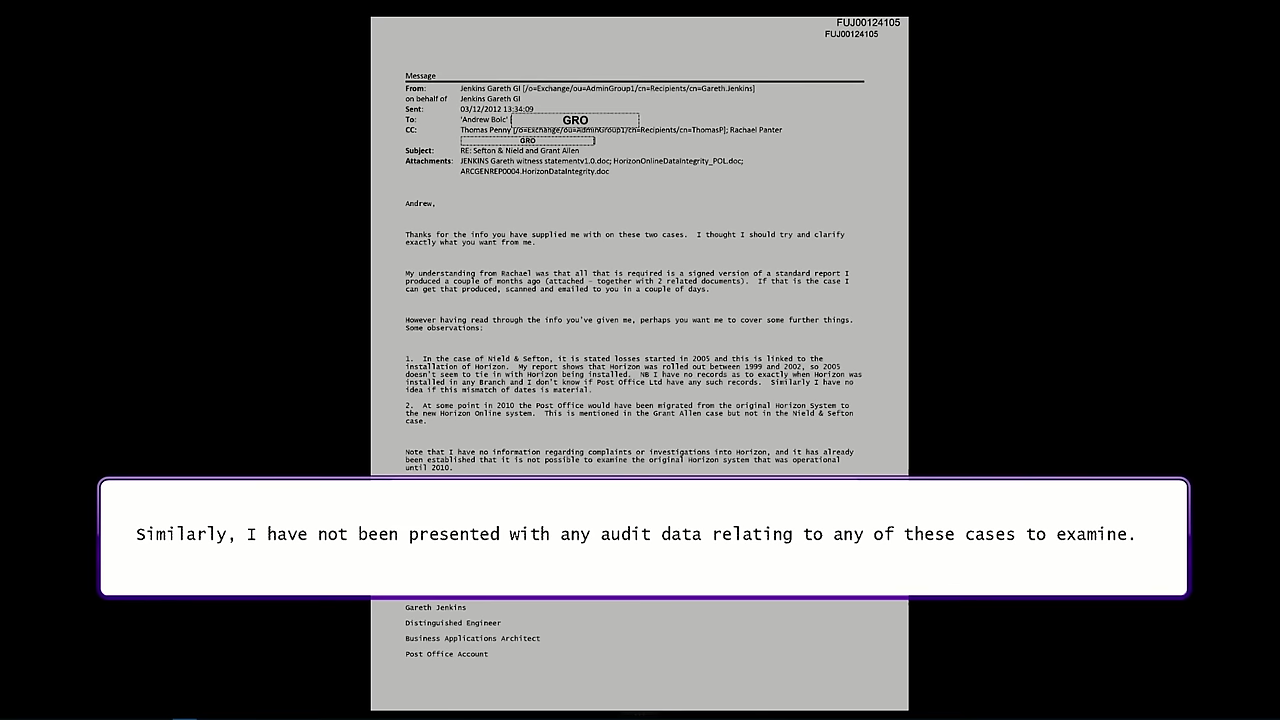 FUJ00124105
FUJ00124105
Message
From: Jenkins Gareth GI [/o=Exchange/ou=AdminGroup1/cn=Recipients/cn=Gareth.Jenkins]
on behalf of Jenkins Gareth GI
Sent: 03/12/2012 13:34:09
To: 'Andrew Bolc' [ GRO
CC: Thomas Penny [/o=Exchange/ou=AdminGroup1/cn=Recipients/cn=ThomasP]; Rachael Panter
GRO ]
Subject: RE: Sefton & Nield and Grant Allen
Attachments: JENKINS Gareth witness statementv1.0.doc; HorizonOnlineDataIntegrity_POL.doc;
ARCGENREP0004.HorizonDataIntegrity.doc
Andrew,
Thanks for the info you have supplied me with on these two cases. I thought I should try and clarify
exactly what you want from me.
My understanding from Rachael was that all that is required is a signed version of a standard report I
produced a couple of months ago (attached – together with 2 related documents). If that is the case I
can get that produced, scanned and emailed to you in a couple of days.
However having read through the info you've given me, perhaps you want me to cover some further things.
Some observations:
1. In the case of Nield & Sefton, it is stated losses started in 2005 and this is linked to the
installation of Horizon. My report shows that Horizon was rolled out between 1999 and 2002, so 2005
doesn't seem to tie in with Horizon being installed. NB I have no records as to exactly when Horizon was
installed in any Branch and I don't know if Post Office Ltd have any such records. Similarly I have no
idea if this mismatch of dates is material.
2. At some point in 2010 the Post Office would have been migrated from the original Horizon System to
the new Horizon Online system. This is mentioned in the Grant Allen case but not in the Nield & Sefton
case.
Note that I have no information regarding complaints or investigations into Horizon, and it has already
been established that it is not possible to examine the original Horizon system that was operational
until 2010.
Similarly, I have not been presented with any audit data relating to any of these cases to examine.
Gareth Jenkins
Distinguished Engineer
Business Applications Architect
Post Office Account